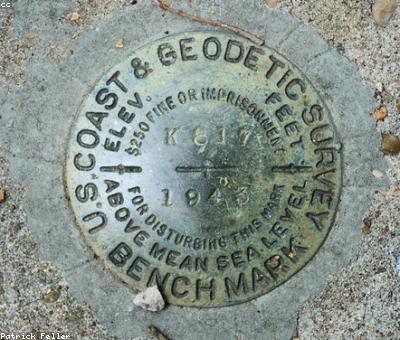 cc
U.S. COAST & GEODETIC SURVEY
ELEV. FEET
$250 FINE OR IMPRISONMENT
K 817
1943
FOR DISTURBING THIS MARK
ABOVE MEAN SEA LEVEL
BENCH MARK
Patrick Feller